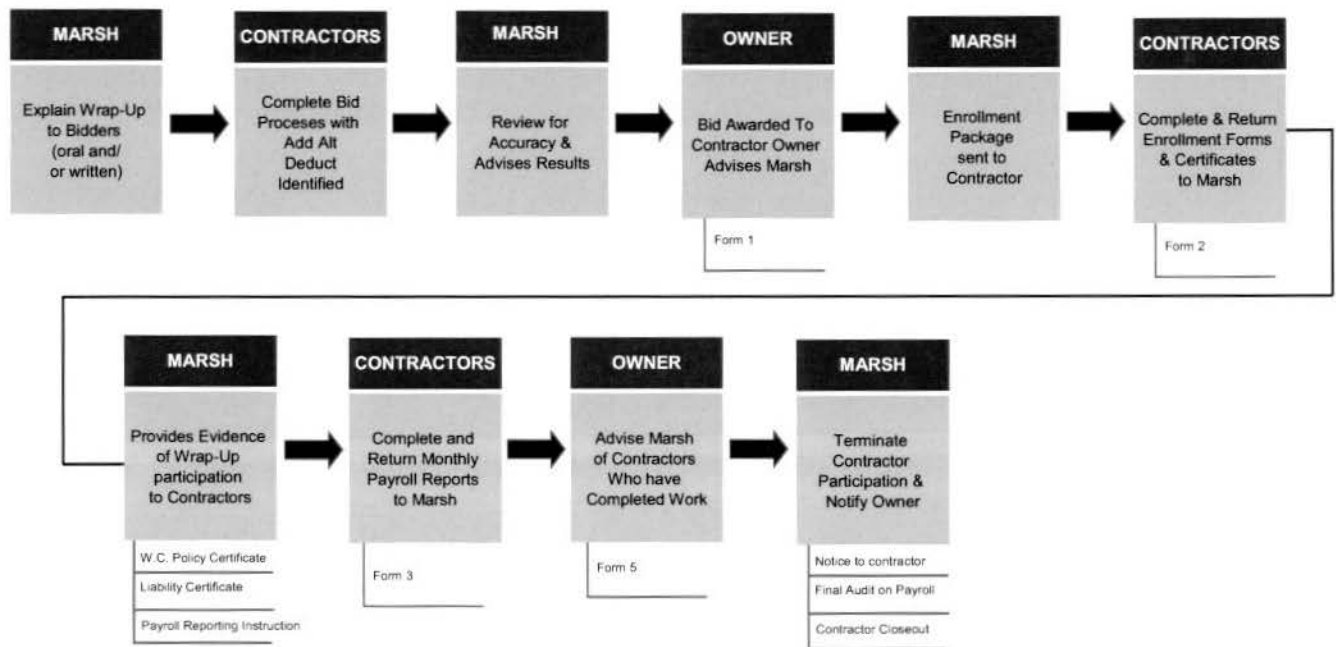 MARSH
Explain Wrap-Up
to Bidders
(oral and/
or written)
CONTRACTORS
Complete Bid
Proceses with
Add Alt
Deduct
Identified
MARSH
Review for
Accuracy &
Advises Results
OWNER
Bid Awarded To
Contractor Owner
Advises Marsh
Form 1
MARSH
Enrollment
Package
sent to
Contractor
CONTRACTORS
Complete & Return
Enrollment Forms
& Certificates
to Marsh
Form 2
MARSH
Provides Evidence
of Wrap-Up
participation
to Contractors
W.C. Policy Certificate
Liability Certificate
Payroll Reporting Instruction
CONTRACTORS
Complete and
Return Monthly
Payroll Reports
to Marsh
Form 3
OWNER
Advise Marsh
of Contractors
Who have
Completed Work
Form 5
MARSH
Terminate
Contractor
Participation &
Notify Owner
Notice to contractor
Final Audit on Payroll
Contractor Closeout